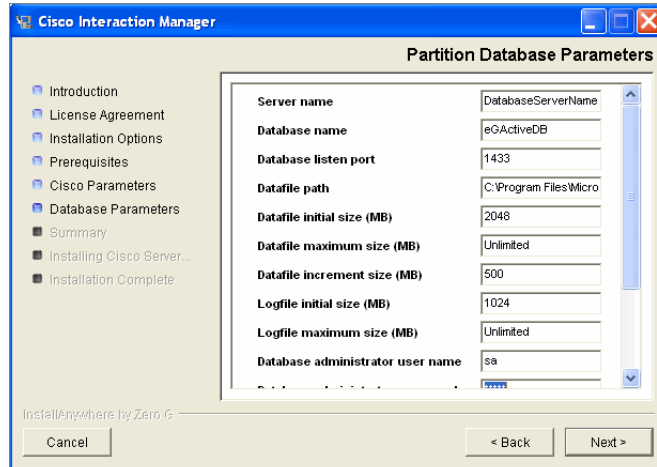 Cisco Interaction Manager
Partition Database Parameters
Introduction
License Agreement
Installation Options
Prerequisites
Cisco Parameters
Database Parameters
Summary
Installing Cisco Server...
Installation Complete
Server name DatabaseServerName
Database name eGActiveDB
Database listen port 1433
Datafile path C:\Program Files\Micro
Datafile initial size (MB) 2048
Datafile maximum size (MB) Unlimited
Datafile increment size (MB) 500
Logfile initial size (MB) 1024
Logfile maximum size (MB) Unlimited
Database administrator user name sa
InstallAnywhere by Zero G
Cancel
< Back
Next >